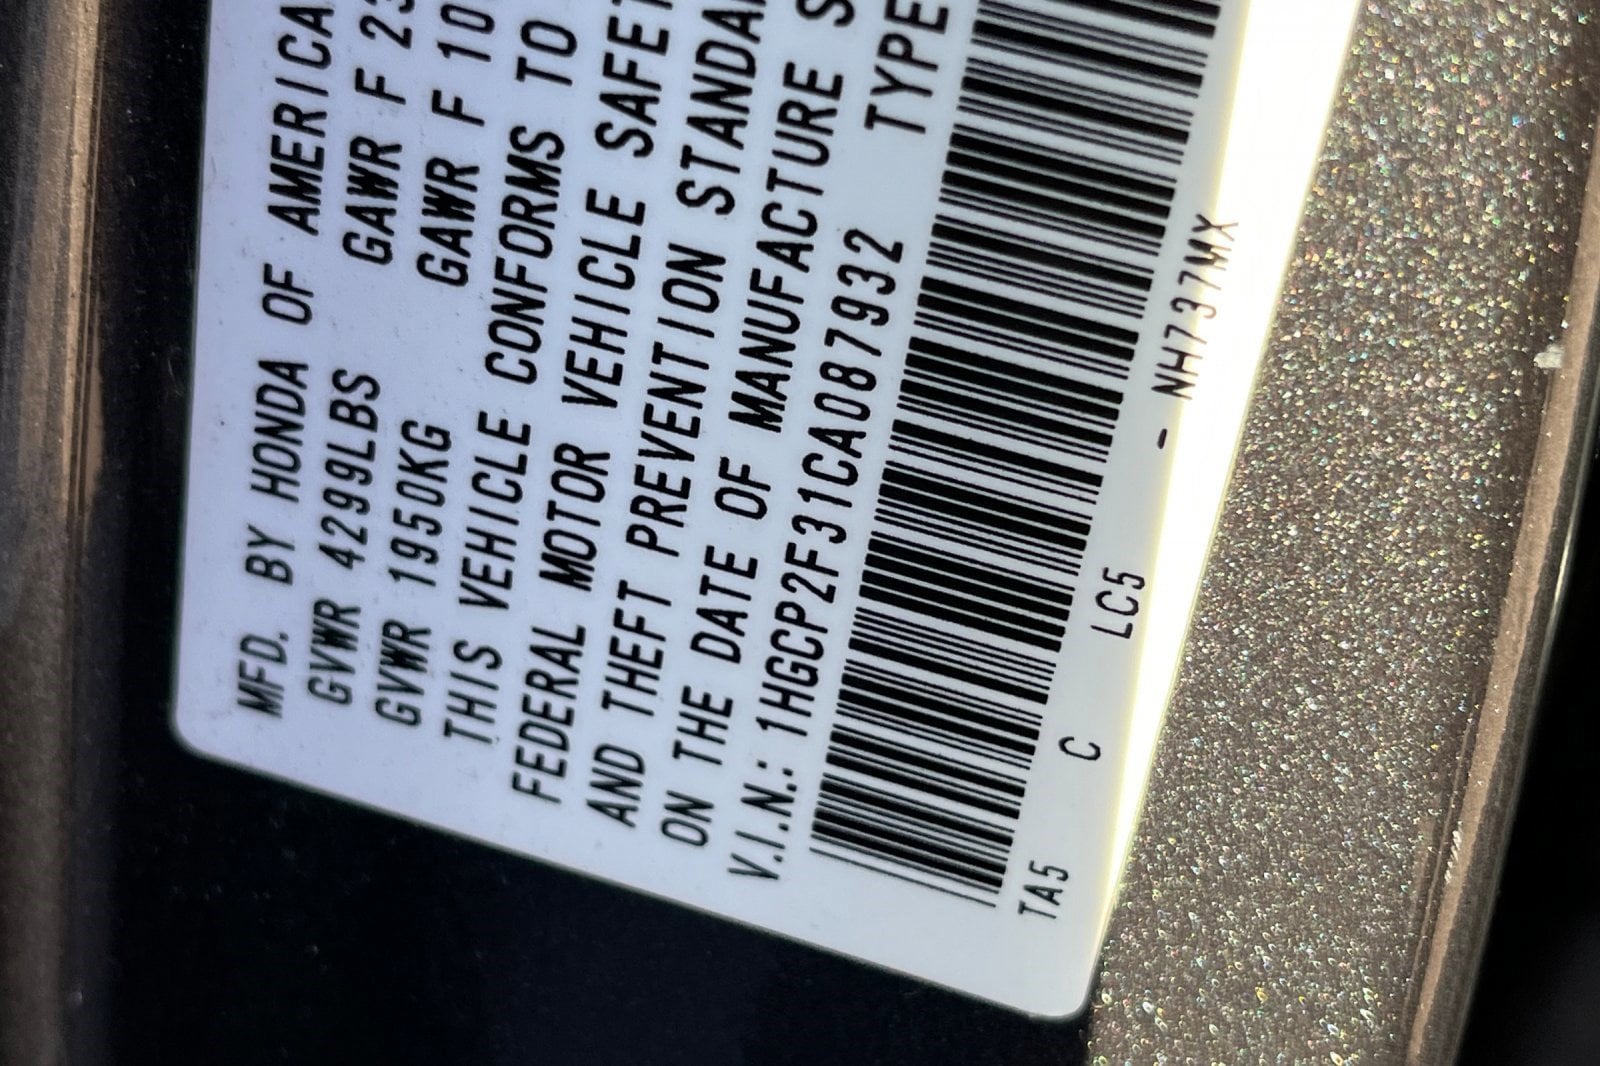 MFD. BY HONDA OF AMERICA
GVWR 4299LBS GAWR F 23
GVWR 1950KG GAWR F 10
THIS VEHICLE CONFORMS TO
FEDERAL MOTOR VEHICLE SAFET
AND THEFT PREVENTION STANDA
ON THE DATE OF MANUFACTURE S
V.I.N.: 1HGCP2F31CA087932 TYPE
TA5 C LC5 - NH737MX